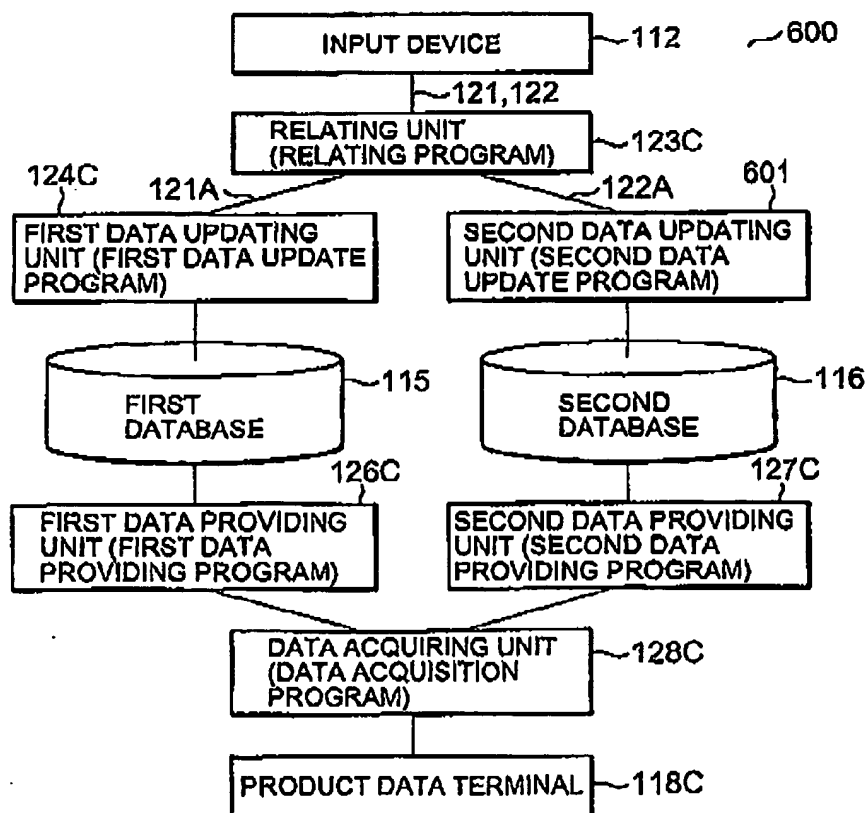 INPUT DEVICE
112
600
121,122
RELATING UNIT
(RELATING PROGRAM)
123C
124C
121A
122A
601
FIRST DATA UPDATING
UNIT (FIRST DATA UPDATE
PROGRAM)
SECOND DATA UPDATING
UNIT (SECOND DATA
UPDATE PROGRAM)
FIRST
DATABASE
115
SECOND
DATABASE
116
126C
127C
FIRST DATA PROVIDING
UNIT (FIRST DATA
PROVIDING PROGRAM)
SECOND DATA PROVIDING
UNIT (SECOND DATA
PROVIDING PROGRAM)
DATA ACQUIRING UNIT
(DATA ACQUISITION
PROGRAM)
128C
PRODUCT DATA TERMINAL
118C